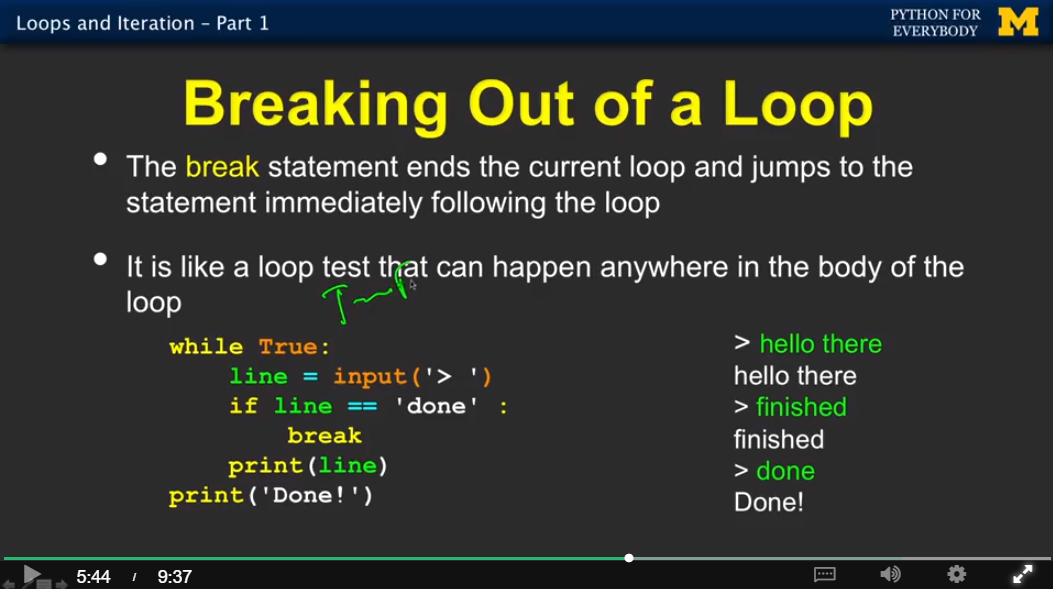 Loops and Iteration – Part 1
PYTHON FOR
EVERYBODY
M
Breaking Out of a Loop
• The break statement ends the current loop and jumps to the
statement immediately following the loop
• It is like a loop test that can happen anywhere in the body of the
loop
while True:
    line = input('> ')
    if line == 'done' :
        break
    print(line)
print('Done!')
> hello there
hello there
> finished
finished
> done
Done!
5:44 / 9:37